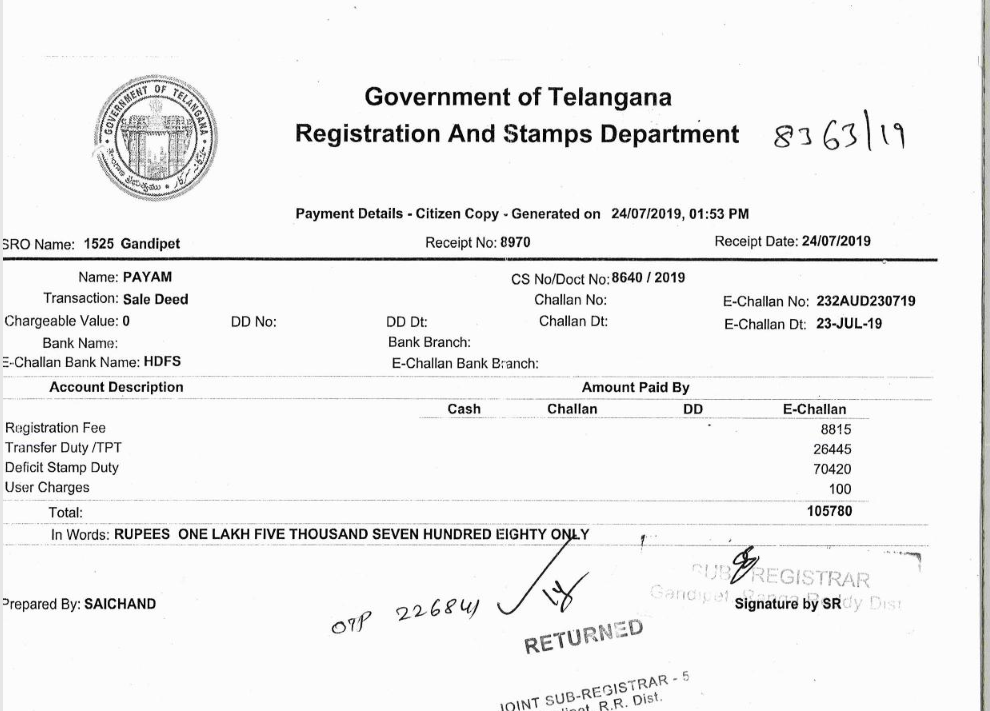 GOVERNMENT OF TELANGANA
Government of Telangana
Registration And Stamps Department 8363/19
Payment Details - Citizen Copy - Generated on 24/07/2019, 01:53 PM
SRO Name: 1525 Gandipet Receipt No: 8970 Receipt Date: 24/07/2019
Name: PAYAM CS No/Doct No: 8640 / 2019
Transaction: Sale Deed Challan No: E-Challan No: 232AUD230719
Chargeable Value: 0 DD No: DD Dt: Challan Dt: E-Challan Dt: 23-JUL-19
Bank Name: Bank Branch:
E-Challan Bank Name: HDFS E-Challan Bank Branch:
Account Description Amount Paid By
Cash Challan DD E-Challan
Registration Fee 8815
Transfer Duty /TPT 26445
Deficit Stamp Duty 70420
User Charges 100
Total: 105780
In Words: RUPEES ONE LAKH FIVE THOUSAND SEVEN HUNDRED EIGHTY ONLY
SUB REGISTRAR
Gandipet Ranga Reddy Dist
Prepared By: SAICHAND Signature by SR
OTP 226841
RETURNED
JOINT SUB-REGISTRAR - 5
R.R. Dist.